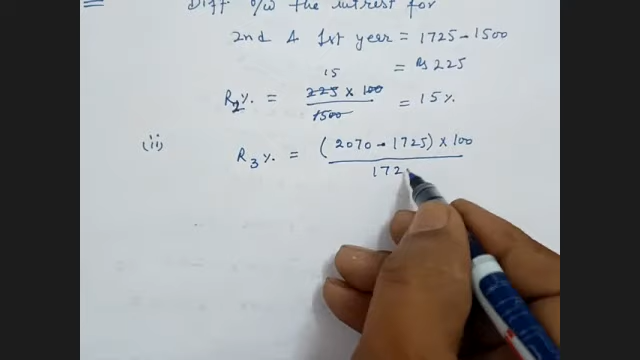 Diff b/w the interest for
2nd & 1st year = 1725 - 1500
= Rs 225
R₂%. = 15 225 × 100 / 1500 = 15%.
(ii)
R₃%. = (2070 - 1725) × 100 / 172